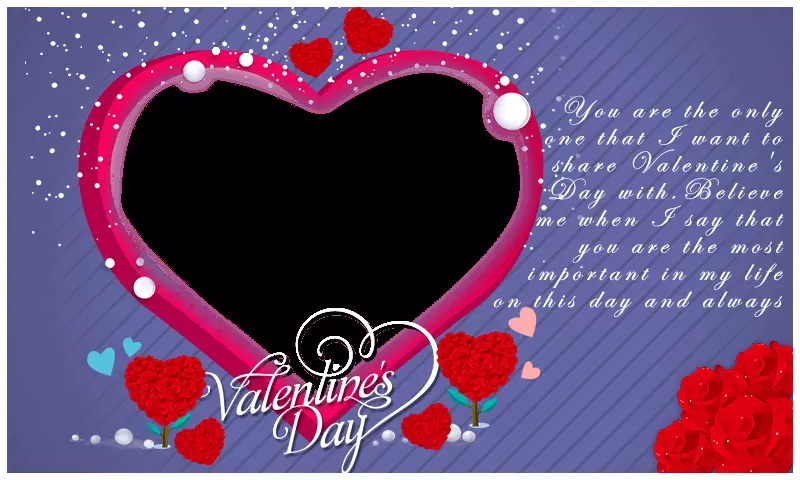 You are the only
one that I want to
share Valentine's
Day with.Believe
me when I say that
you are the most
important in my life
on this day and always
Valentine's
Day